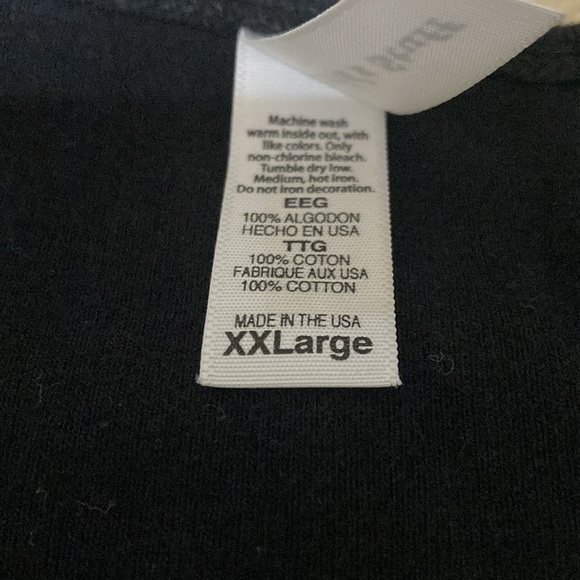 Machine wash
warm inside out, with
like colors. Only
non-chlorine bleach.
Tumble dry low.
Medium, hot iron.
Do not iron decoration.
EEG
100% ALGODON
HECHO EN USA
TTG
100% COTON
FABRIQUE AUX USA
100% COTTON
MADE IN THE USA
XXLarge